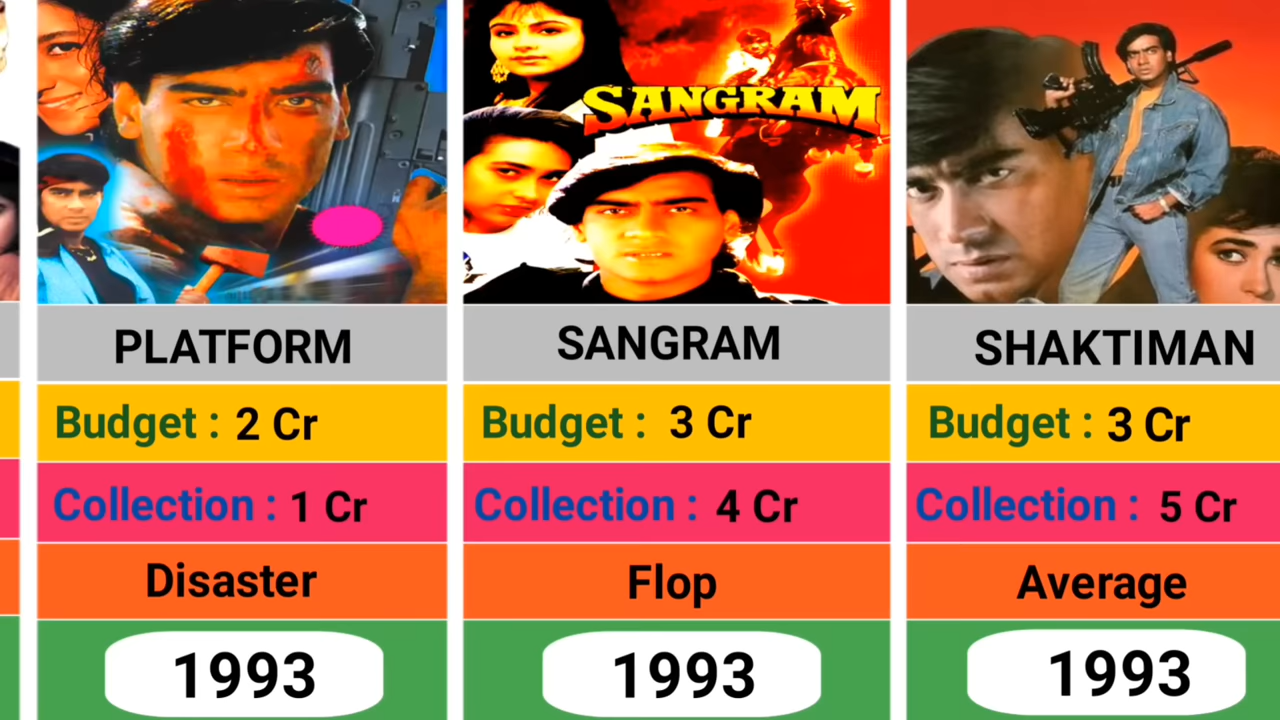 SANGRAM
PLATFORM
Budget : 2 Cr
Collection : 1 Cr
Disaster
1993
SANGRAM
Budget : 3 Cr
Collection : 4 Cr
Flop
1993
SHAKTIMAN
Budget : 3 Cr
Collection : 5 Cr
Average
1993